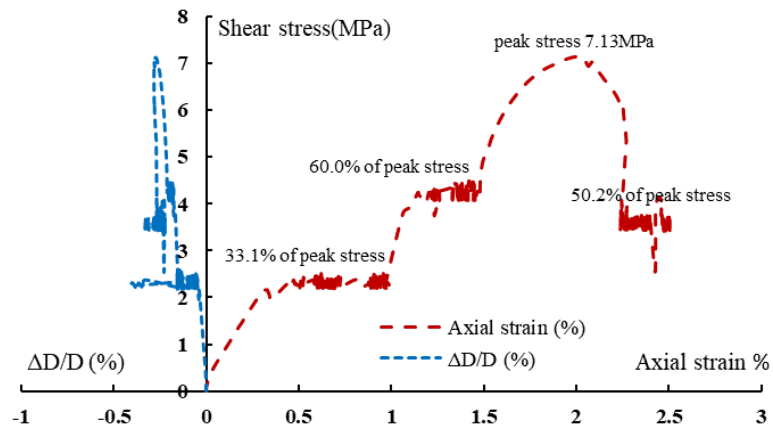 8
Shear stress(MPa)
peak stress 7.13MPa
7
6
5
60.0% of peak stress
50.2% of peak stress
4
3
33.1% of peak stress
2
Axial strain (%)
1
ΔD/D (%)
ΔD/D (%)
Axial strain %
0
-1 -0.5 0 0.5 1 1.5 2 2.5 3